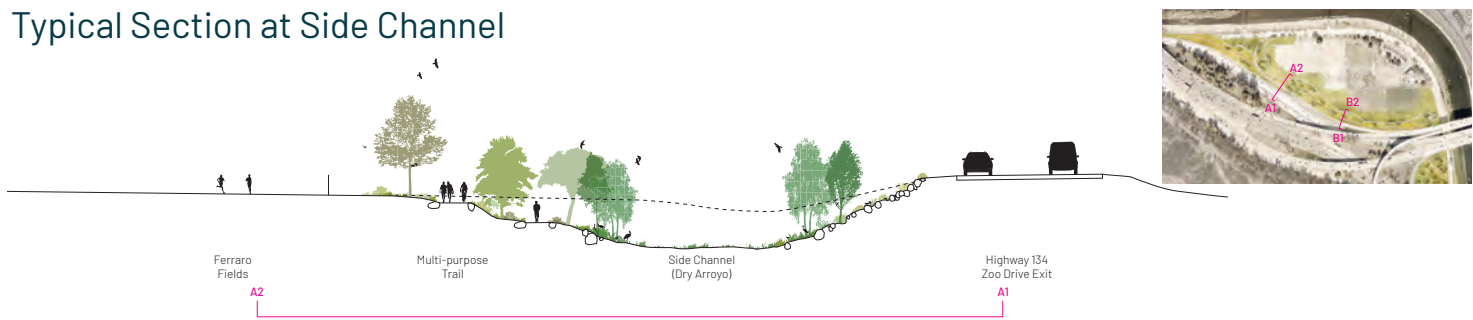 Typical Section at Side Channel
A2
A1
B2
B1
Ferraro
Fields
Multi-purpose
Trail
Side Channel
(Dry Arroyo)
Highway 134
Zoo Drive Exit
A2
A1